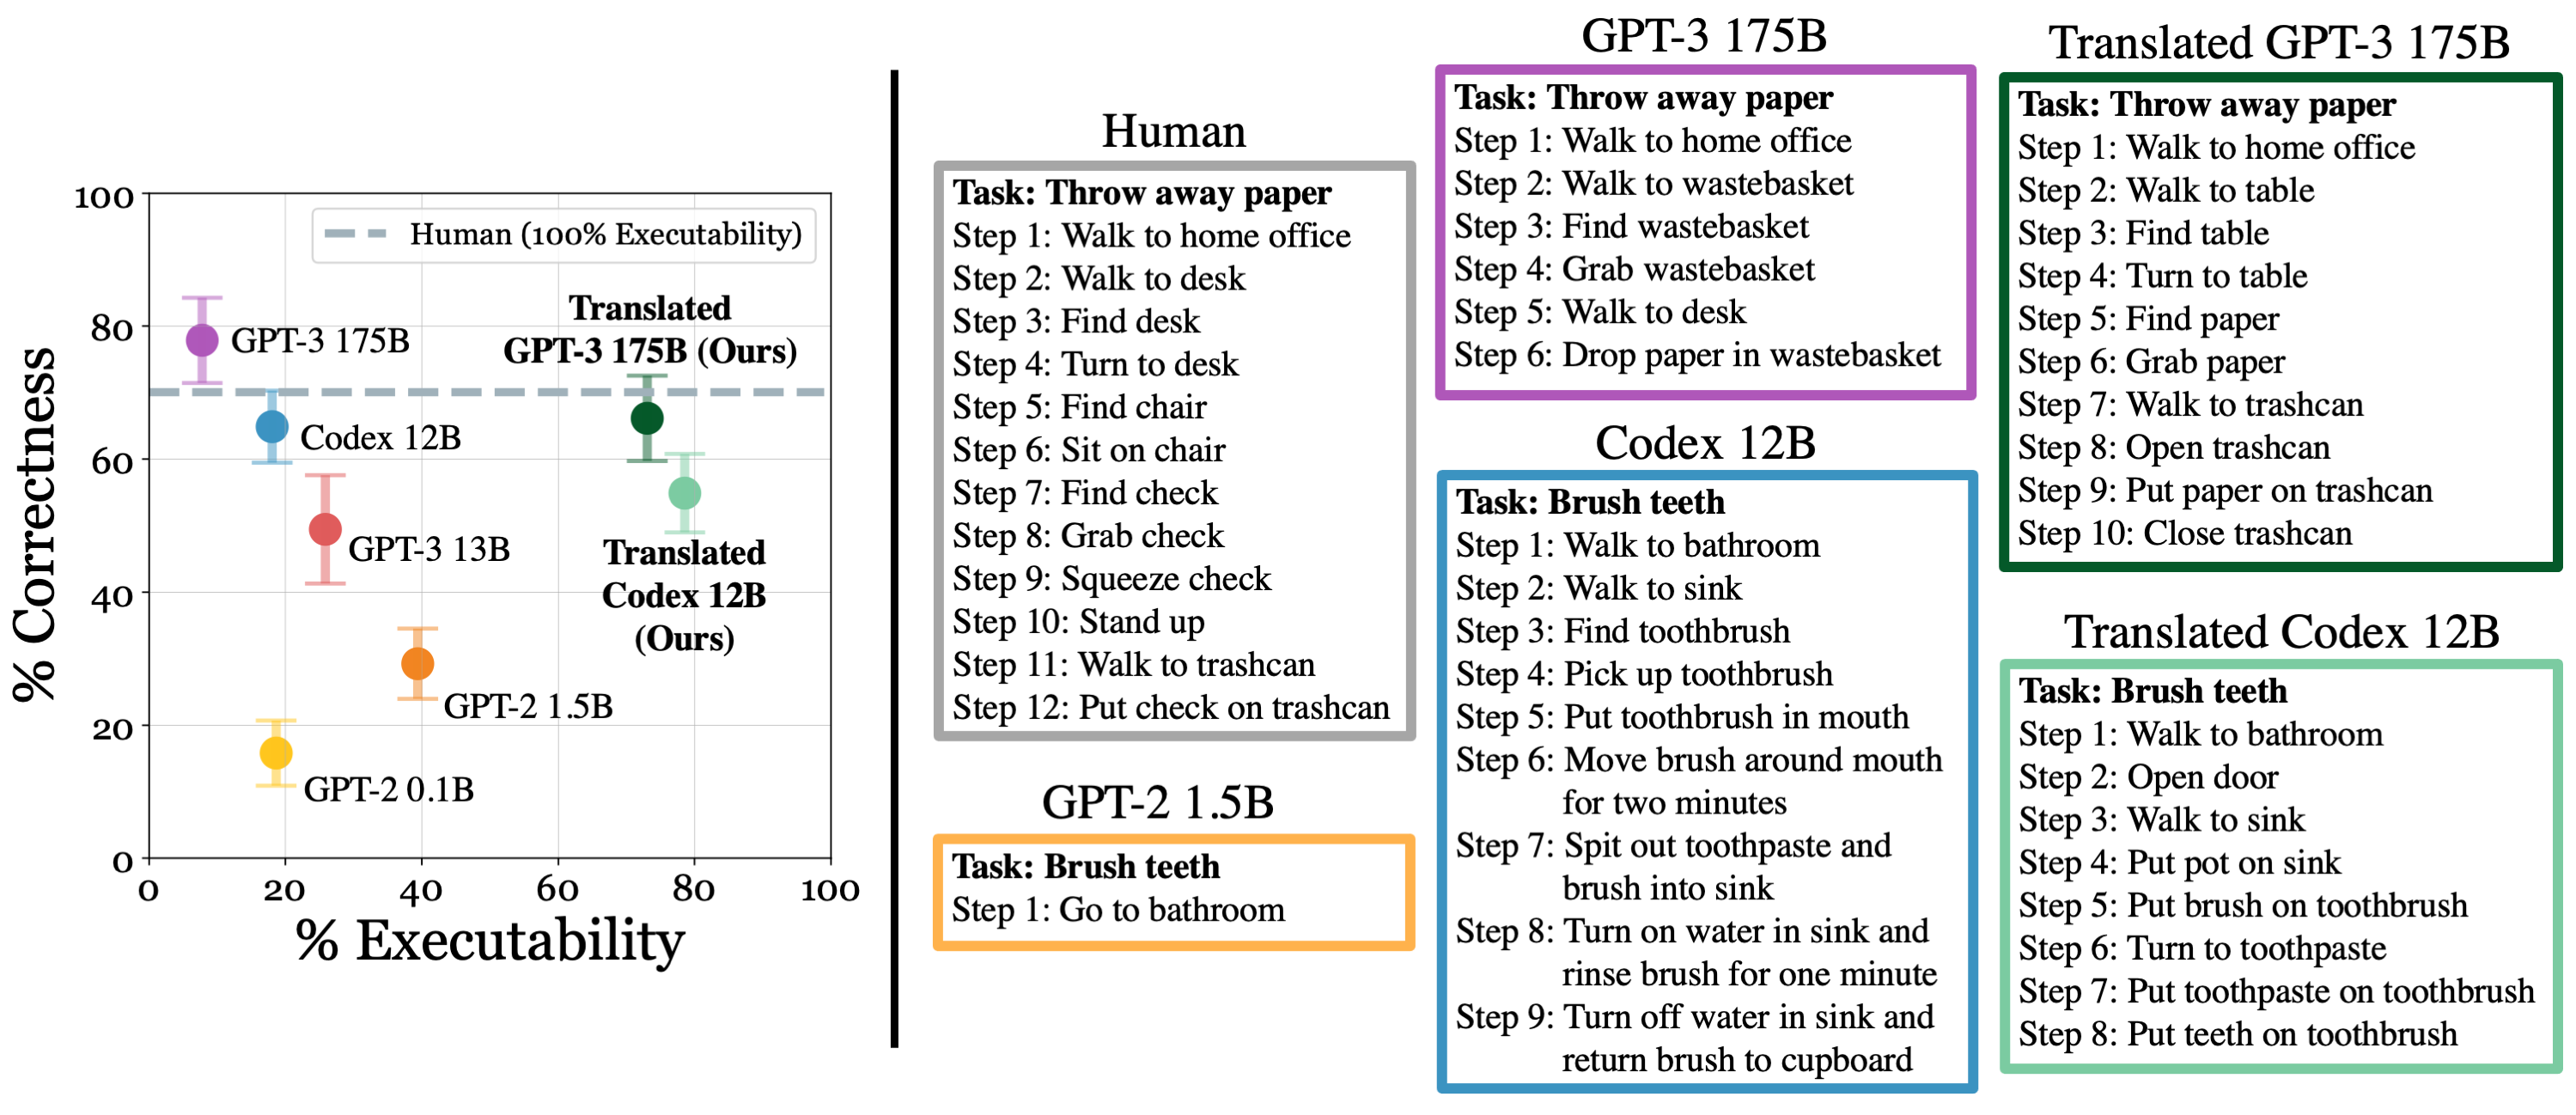 100
80
60
40
20
0
0 20 40 60 80 100
% Correctness
% Executability
Human (100% Executability)
GPT-3 175B
Translated
GPT-3 175B (Ours)
Codex 12B
GPT-3 13B
Translated
Codex 12B
(Ours)
GPT-2 1.5B
GPT-2 0.1B
Human
Task: Throw away paper
Step 1: Walk to home office
Step 2: Walk to desk
Step 3: Find desk
Step 4: Turn to desk
Step 5: Find chair
Step 6: Sit on chair
Step 7: Find check
Step 8: Grab check
Step 9: Squeeze check
Step 10: Stand up
Step 11: Walk to trashcan
Step 12: Put check on trashcan
GPT-2 1.5B
Task: Brush teeth
Step 1: Go to bathroom
GPT-3 175B
Task: Throw away paper
Step 1: Walk to home office
Step 2: Walk to wastebasket
Step 3: Find wastebasket
Step 4: Grab wastebasket
Step 5: Walk to desk
Step 6: Drop paper in wastebasket
Codex 12B
Task: Brush teeth
Step 1: Walk to bathroom
Step 2: Walk to sink
Step 3: Find toothbrush
Step 4: Pick up toothbrush
Step 5: Put toothbrush in mouth
Step 6: Move brush around mouth
for two minutes
Step 7: Spit out toothpaste and
brush into sink
Step 8: Turn on water in sink and
rinse brush for one minute
Step 9: Turn off water in sink and
return brush to cupboard
Translated GPT-3 175B
Task: Throw away paper
Step 1: Walk to home office
Step 2: Walk to table
Step 3: Find table
Step 4: Turn to table
Step 5: Find paper
Step 6: Grab paper
Step 7: Walk to trashcan
Step 8: Open trashcan
Step 9: Put paper on trashcan
Step 10: Close trashcan
Translated Codex 12B
Task: Brush teeth
Step 1: Walk to bathroom
Step 2: Open door
Step 3: Walk to sink
Step 4: Put pot on sink
Step 5: Put brush on toothbrush
Step 6: Turn to toothpaste
Step 7: Put toothpaste on toothbrush
Step 8: Put teeth on toothbrush